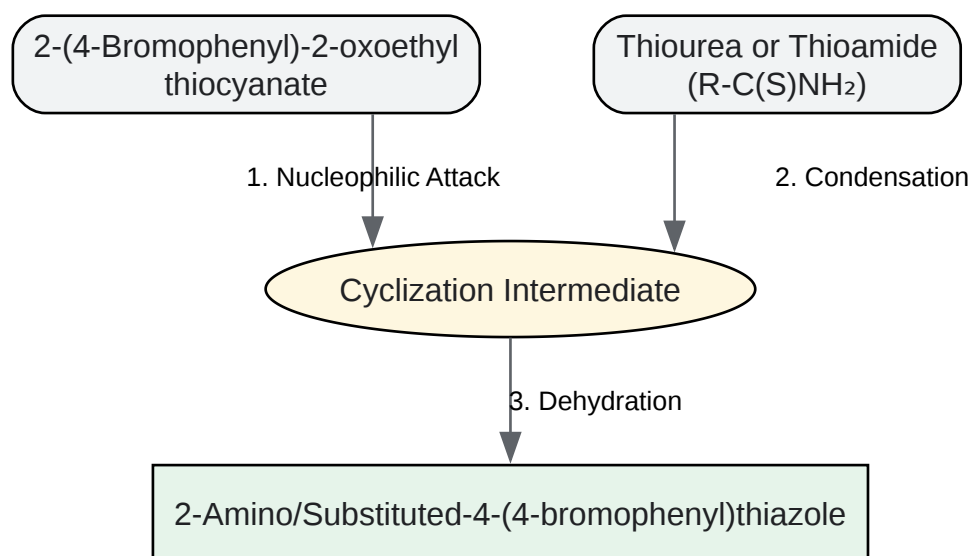 2-(4-Bromophenyl)-2-oxoethyl
thiocyanate
Thiourea or Thioamide
(R-C(S)NH₂)
1. Nucleophilic Attack
2. Condensation
Cyclization Intermediate
3. Dehydration
2-Amino/Substituted-4-(4-bromophenyl)thiazole